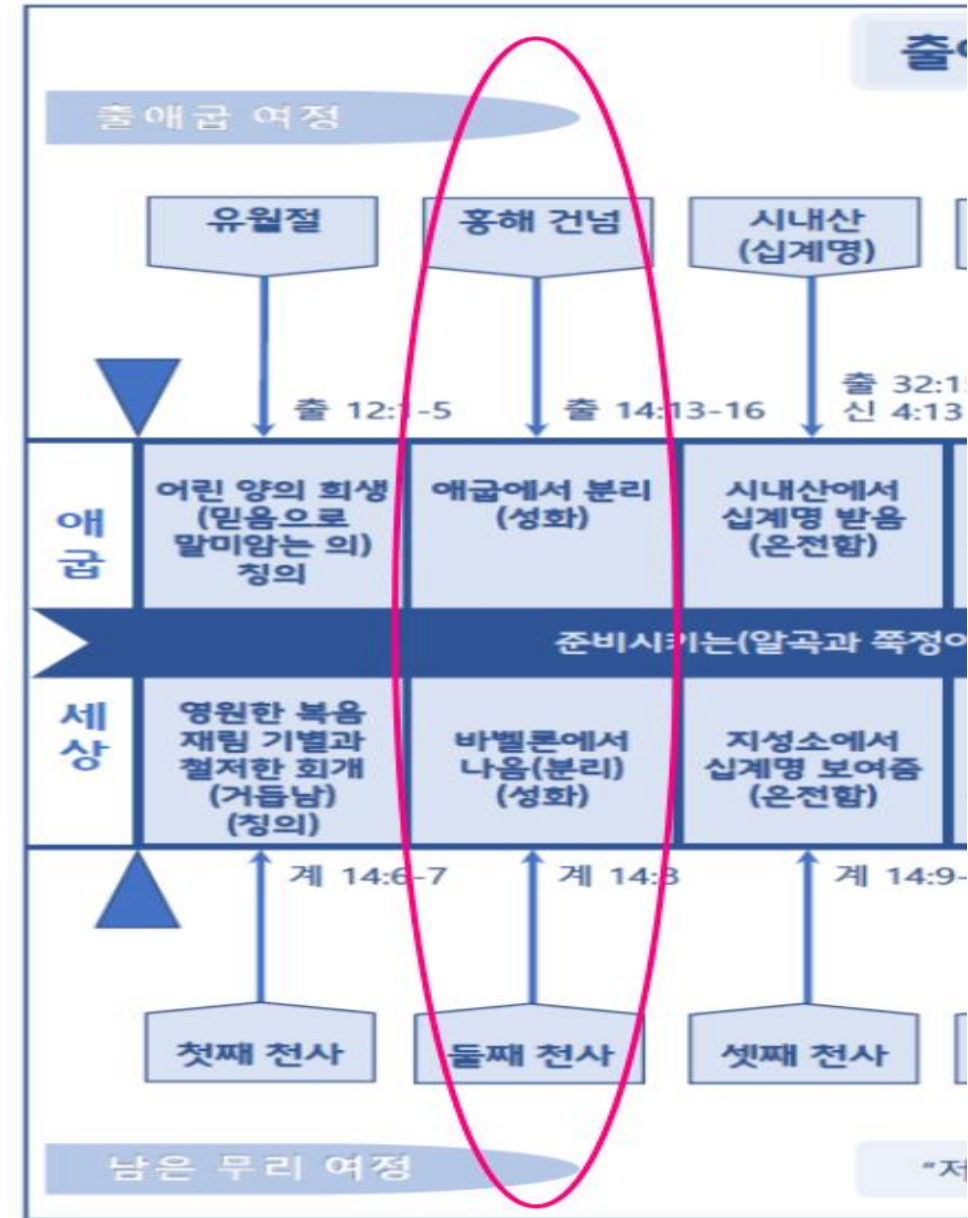 출애굽 여정
유월절
홍해 건넘
시내산
(십계명)
출 12:1-5
출 14:13-16
출 32:15
신 4:13
애
굽
어린 양의 희생
(믿음으로
말미암는 의)
칭의
애굽에서 분리
(성화)
시내산에서
십계명 받음
(온전함)
준비시키는(알곡과 쭉정이
세
상
영원한 복음
재림 기별과
철저한 회개
(거듭남)
(칭의)
바벨론에서
나옴(분리)
(성화)
지성소에서
십계명 보여줌
(온전함)
계 14:6-7
계 14:8
계 14:9-
첫째 천사
둘째 천사
셋째 천사
남은 무리 여정
"저